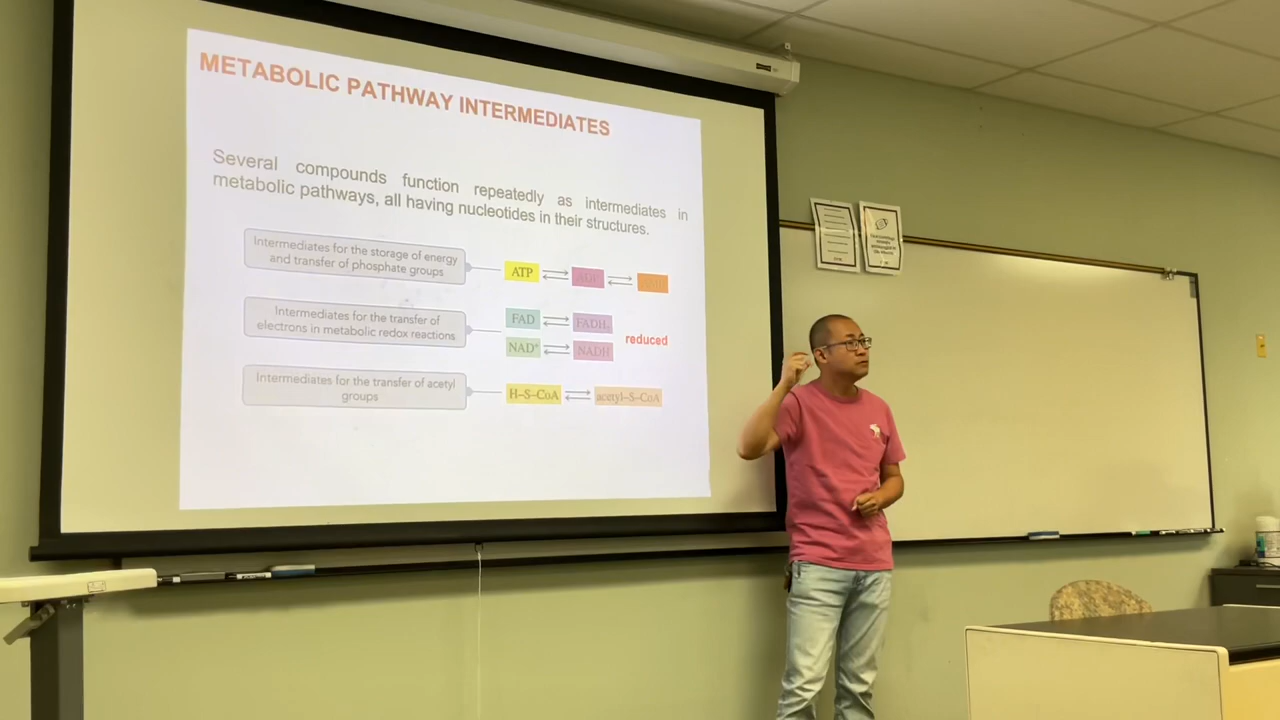 METABOLIC PATHWAY INTERMEDIATES
Several compounds function repeatedly as intermediates in
metabolic pathways, all having nucleotides in their structures.
Intermediates for the storage of energy
and transfer of phosphate groups
ATP ADP
Intermediates for the transfer of
electrons in metabolic redox reactions
FAD FADH₂
reduced
NAD⁺ NADH
Intermediates for the transfer of acetyl
groups
H–S–CoA acetyl–S–CoA